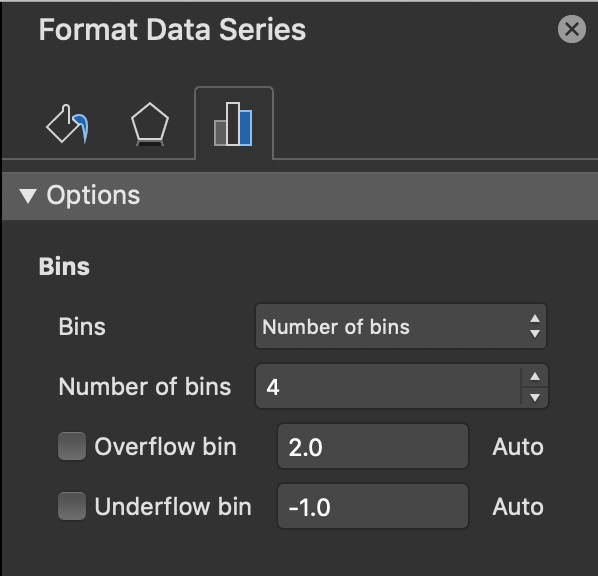 Format Data Series
Options
Bins
Bins Number of bins
Number of bins 4
Overflow bin 2.0 Auto
Underflow bin -1.0 Auto